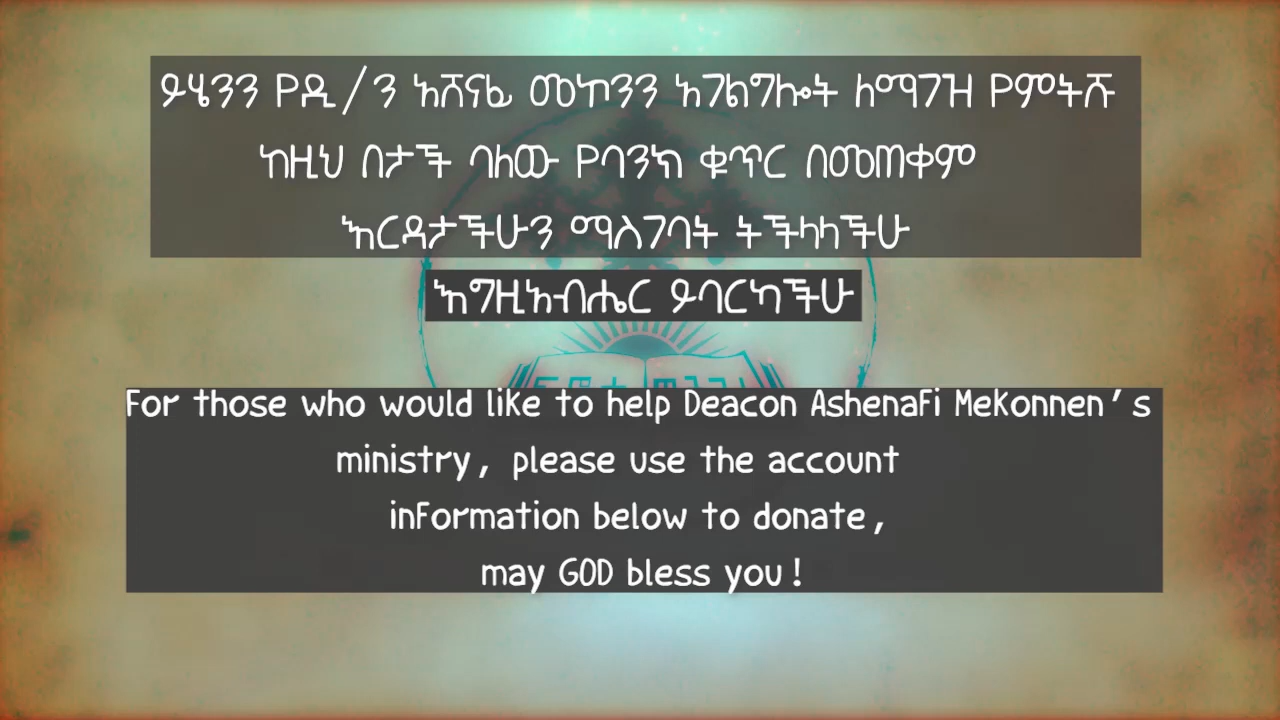 ይሄንን የዲ/ን አሸናፊ መኮንን አገልግሎት ለማገዝ የምትሹ
ከዚህ በታች ባለው የባንክ ቁጥር በመጠቀም
እርዳታችሁን ማስገባት ትችላላችሁ
እግዚአብሔር ይባርካችሁ
For those who would like to help Deacon Ashenafi Mekonnen's
ministry, please use the account
information below to donate,
may GOD bless you!